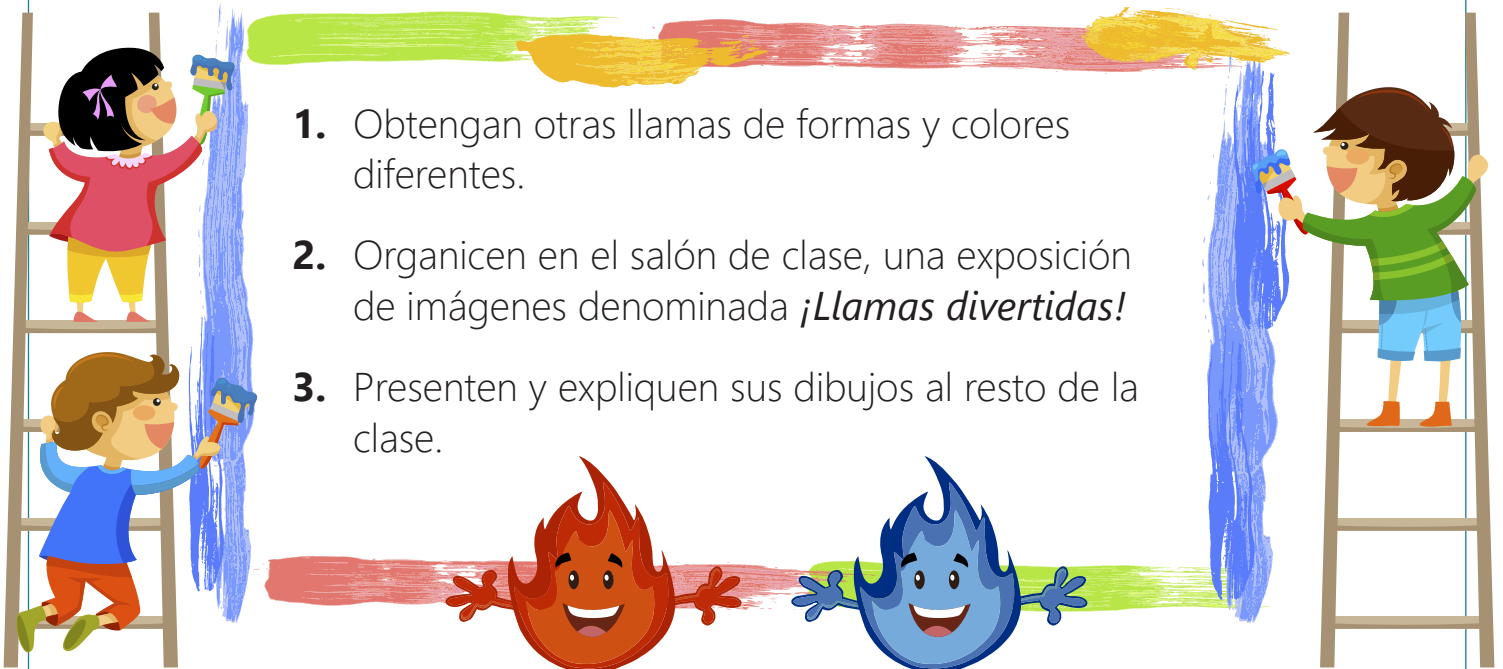 1. Obtengan otras llamas de formas y colores
diferentes.
2. Organicen en el salón de clase, una exposición
de imágenes denominada ¡Llamas divertidas!
3. Presenten y expliquen sus dibujos al resto de la
clase.